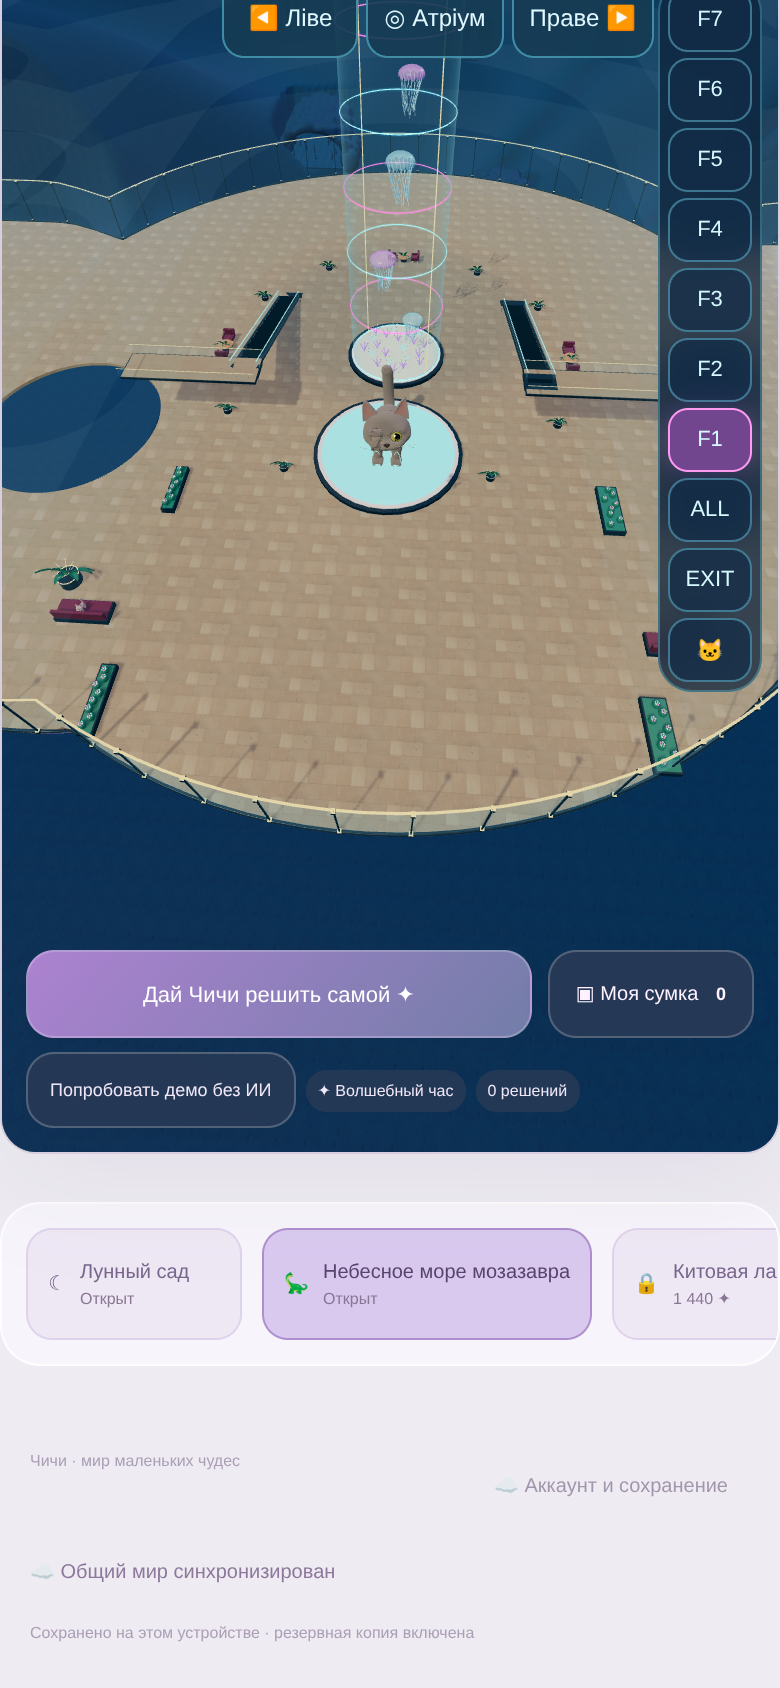 ◀ Ліве
◎ Атріум
Праве ▶
F7
F6
F5
F4
F3
F2
F1
ALL
EXIT
Дай Чичи решить самой ✦
▣ Моя сумка 0
Попробовать демо без ИИ
✦ Волшебный час
0 решений
☾ Лунный сад
Открыт
Небесное море мозазавра
Открыт
Китовая ла
1 440 ✦
Чичи · мир маленьких чудес
Аккаунт и сохранение
Общий мир синхронизирован
Сохранено на этом устройстве · резервная копия включена